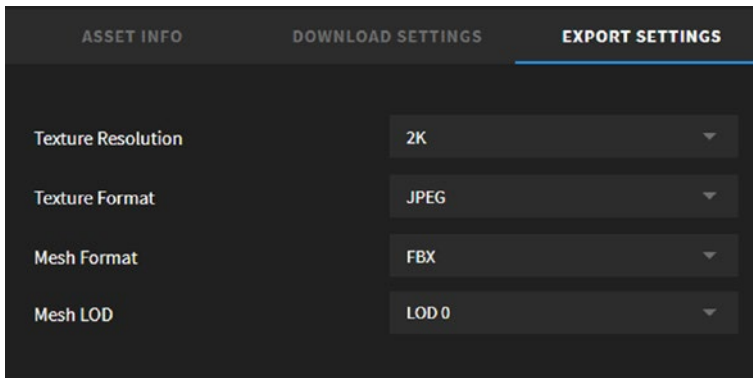 ASSET INFO DOWNLOAD SETTINGS EXPORT SETTINGS
Texture Resolution 2K
Texture Format JPEG
Mesh Format FBX
Mesh LOD LOD 0